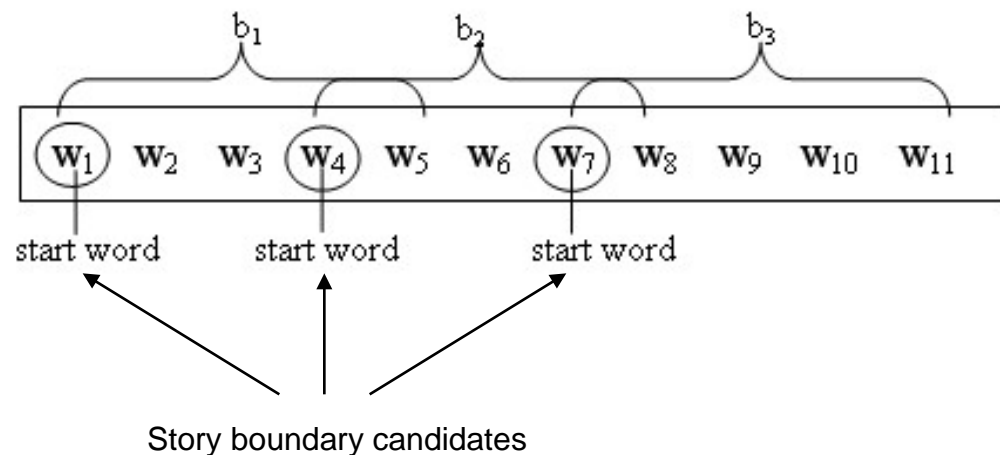 b₁ b₂ b₃
w₁ w₂ w₃ w₄ w₅ w₆ w₇ w₈ w₉ w₁₀ w₁₁
start word start word start word
Story boundary candidates